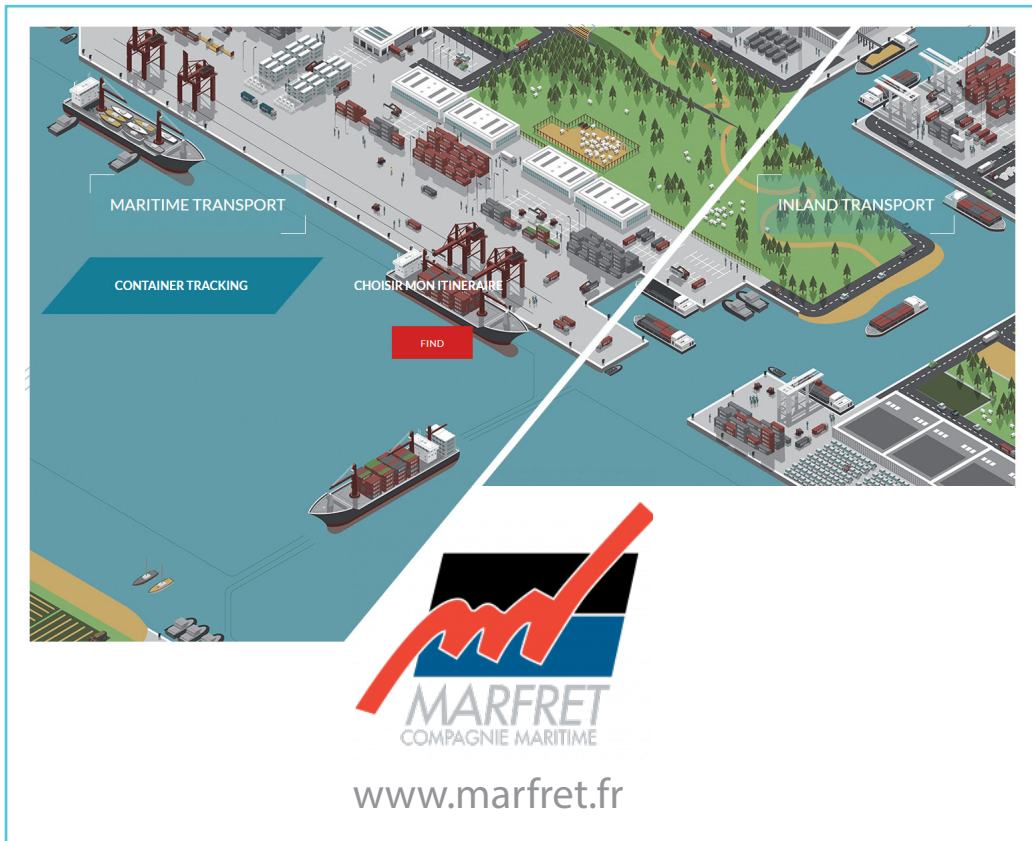 MARITIME TRANSPORT
INLAND TRANSPORT
CONTAINER TRACKING
CHOISIR MON ITINERAIRE
FIND
MARFRET
COMPAGNIE MARITIME
www.marfret.fr